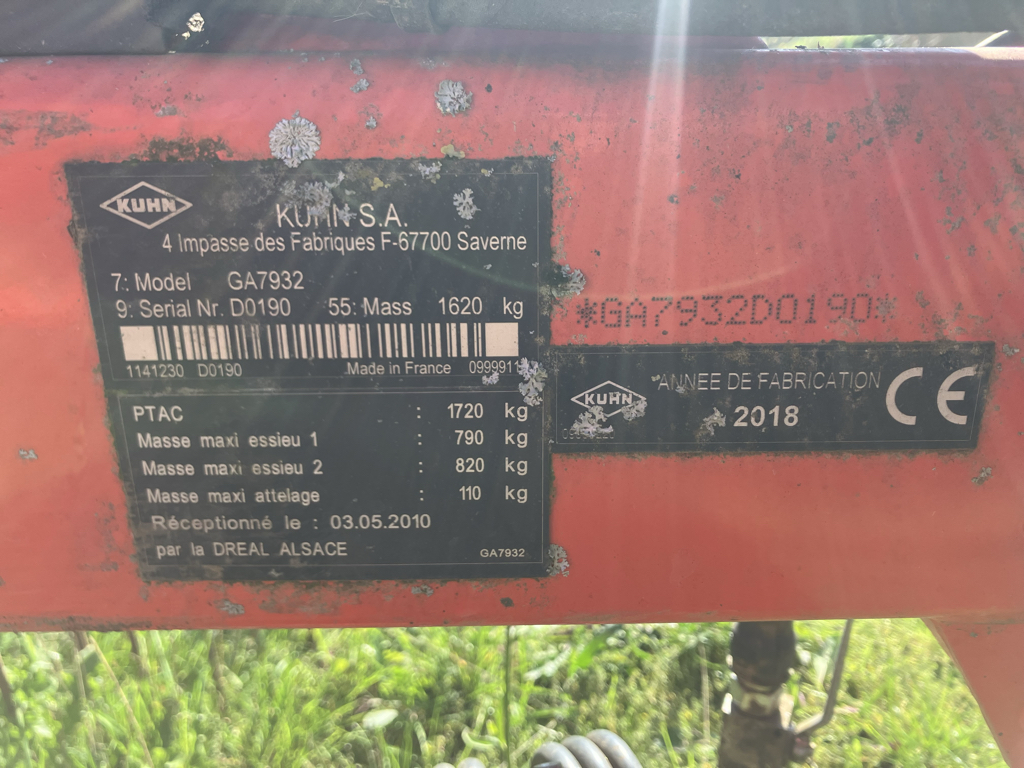 KUHN
KUHN S.A.
4 Impasse des Fabriques F-67700 Saverne
7: Model GA7932
9: Serial Nr. D0190 55: Mass 1620 kg
1141230 D0190 Made in France 0999911
PTAC : 1720 kg
Masse maxi essieu 1 : 790 kg
Masse maxi essieu 2 : 820 kg
Masse maxi attelage : 110 kg
Réceptionné le : 03.05.2010
par la DREAL ALSACE GA7932
*GA7932D0190*
KUHN
ANNEE DE FABRICATION
2018
CE